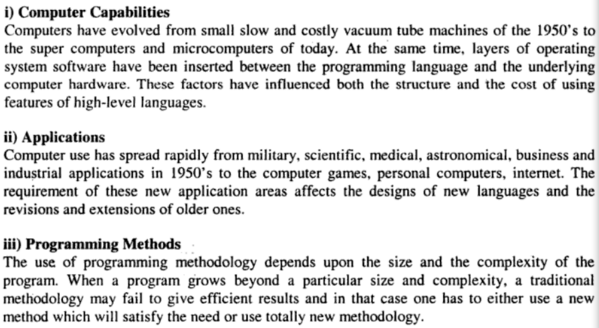 i) Computer Capabilities
Computers have evolved from small slow and costly vacuum tube machines of the 1950's to
the super computers and microcomputers of today. At the same time, layers of operating
system software have been inserted between the programming language and the underlying
computer hardware. These factors have influenced both the structure and the cost of using
features of high-level languages.
ii) Applications
Computer use has spread rapidly from military, scientific, medical, astronomical, business and
industrial applications in 1950's to the computer games, personal computers, internet. The
requirement of these new application areas affects the designs of new languages and the
revisions and extensions of older ones.
iii) Programming Methods
The use of programming methodology depends upon the size and the complexity of the
program. When a program grows beyond a particular size and complexity, a traditional
methodology may fail to give efficient results and in that case one has to either use a new
method which will satisfy the need or use totally new methodology.